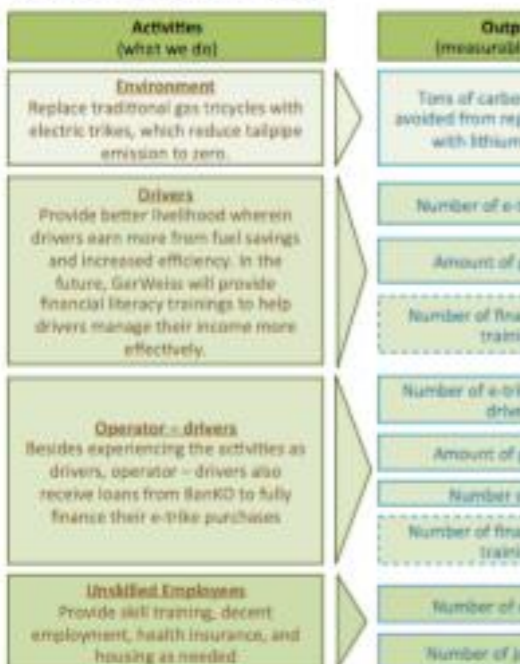 Activities
(what we do)
Environment
Replace traditional gas tricycles with
electric trikes, which reduce tailpipe
emission to zero.
Drivers
Provide better livelihood wherein
drivers earn more from fuel savings
and increased efficiency. In the
future, GerWeiss will provide
financial literacy trainings to help
drivers manage their income more
effectively.
Operator – drivers
Besides experiencing the activities as
drivers, operator – drivers also
receive loans from BanKO to fully
finance their e-trike purchases
Unskilled Employees
Provide skill training, decent
employment, health insurance, and
housing as needed
Outp
(measurabl
Tons of carbo
avoided from rep
with lithium
Number of e-t
Amount of
Number of fina
traini
Number of e-tri
drive
Amount of
Number
Number of fina
traini
Number of
Number of j